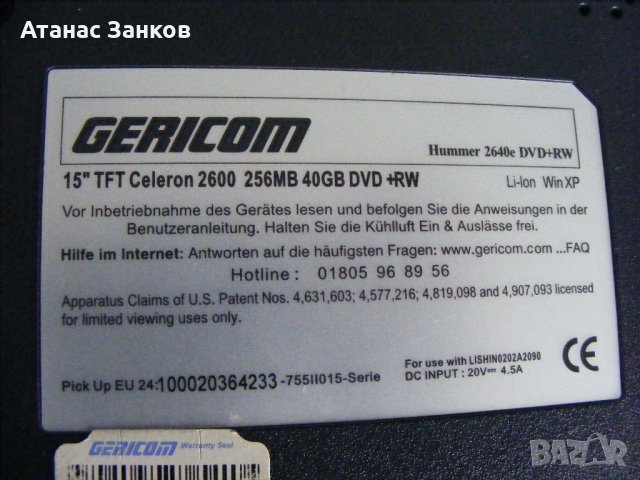 Атанас Занков
GERICOM
Hummer 2640e DVD+RW
15" TFT Celeron 2600 256MB 40GB DVD +RW Li-Ion Win XP
Vor Inbetriebnahme des Gerätes lesen und befolgen Sie die Anweisungen in der
Benutzeranleitung. Halten Sie die Kühlluft Ein & Auslässe frei.
Hilfe im Internet: Antworten auf die häufigsten Fragen: www.gericom.com ...FAQ
Hotline: 01805 96 89 56
Apparatus Claims of U.S. Patent Nos. 4,631,603; 4,577,216; 4,819,098 and 4,907,093 licensed
for limited viewing uses only.
For use with LISHIN0202A2090
DC INPUT : 20V 4.5A
CE
Pick Up EU 24:100020364233-755II015-Serie
GERICOM Warranty Seal
BAZAR